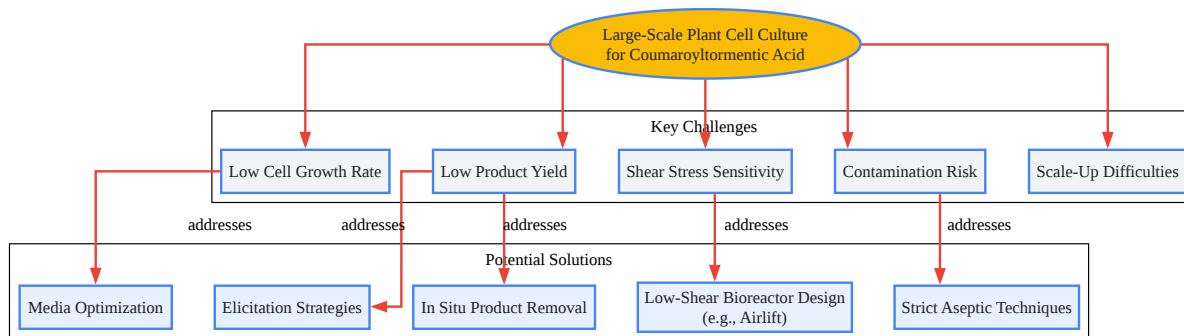 Large-Scale Plant Cell Culture
for Coumaroyltormentic Acid
Key Challenges
Low Cell Growth Rate
Low Product Yield
Shear Stress Sensitivity
Contamination Risk
Scale-Up Difficulties
addresses
addresses
addresses
addresses
addresses
Potential Solutions
Media Optimization
Elicitation Strategies
In Situ Product Removal
Low-Shear Bioreactor Design
(e.g., Airlift)
Strict Aseptic Techniques